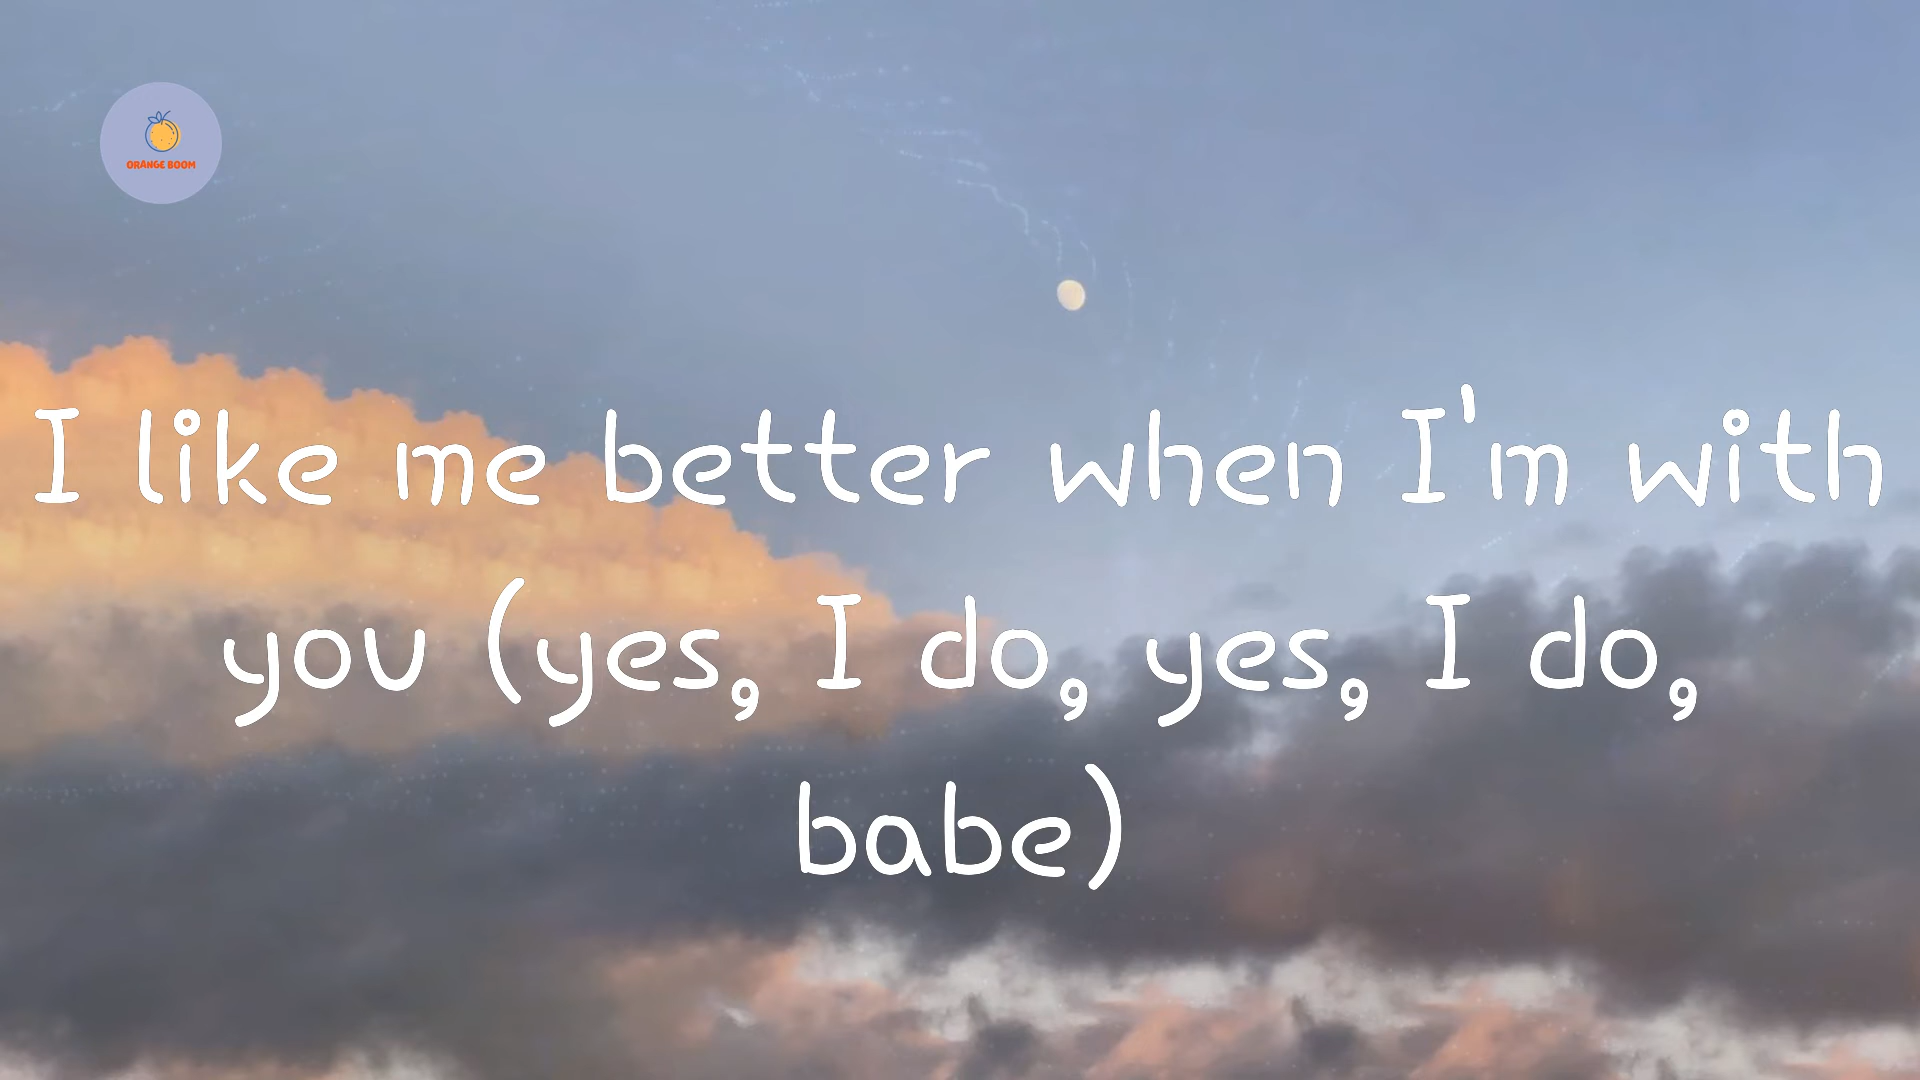 ORANGE BOOM
I like me better when I'm with
you (yes, I do, yes, I do,
babe)